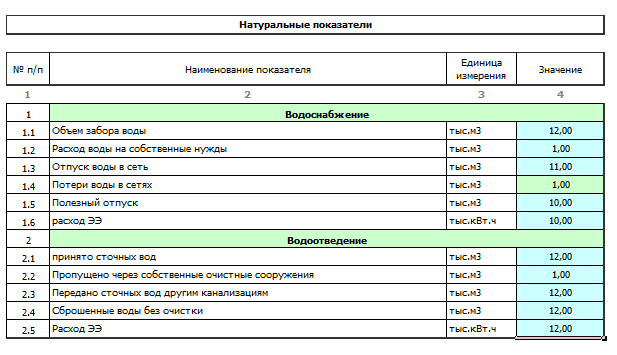 Натуральные показатели
№ п/п Наименование показателя Единица измерения Значение
1 2 3 4
1 Водоснабжение
1.1 Объем забора воды тыс.м3 12,00
1.2 Расход воды на собственные нужды тыс.м3 1,00
1.3 Отпуск воды в сеть тыс.м3 11,00
1.4 Потери воды в сетях тыс.м3 1,00
1.5 Полезный отпуск тыс.м3 10,00
1.6 расход ЭЭ тыс.кВт.ч 10,00
2 Водоотведение
2.1 принято сточных вод тыс.м3 12,00
2.2 Пропущено через собственные очистные сооружения тыс.м3 1,00
2.3 Передано сточных вод другим канализациям тыс.м3 12,00
2.4 Сброшенные воды без очистки тыс.м3 12,00
2.5 Расход ЭЭ тыс.кВт.ч 12,00